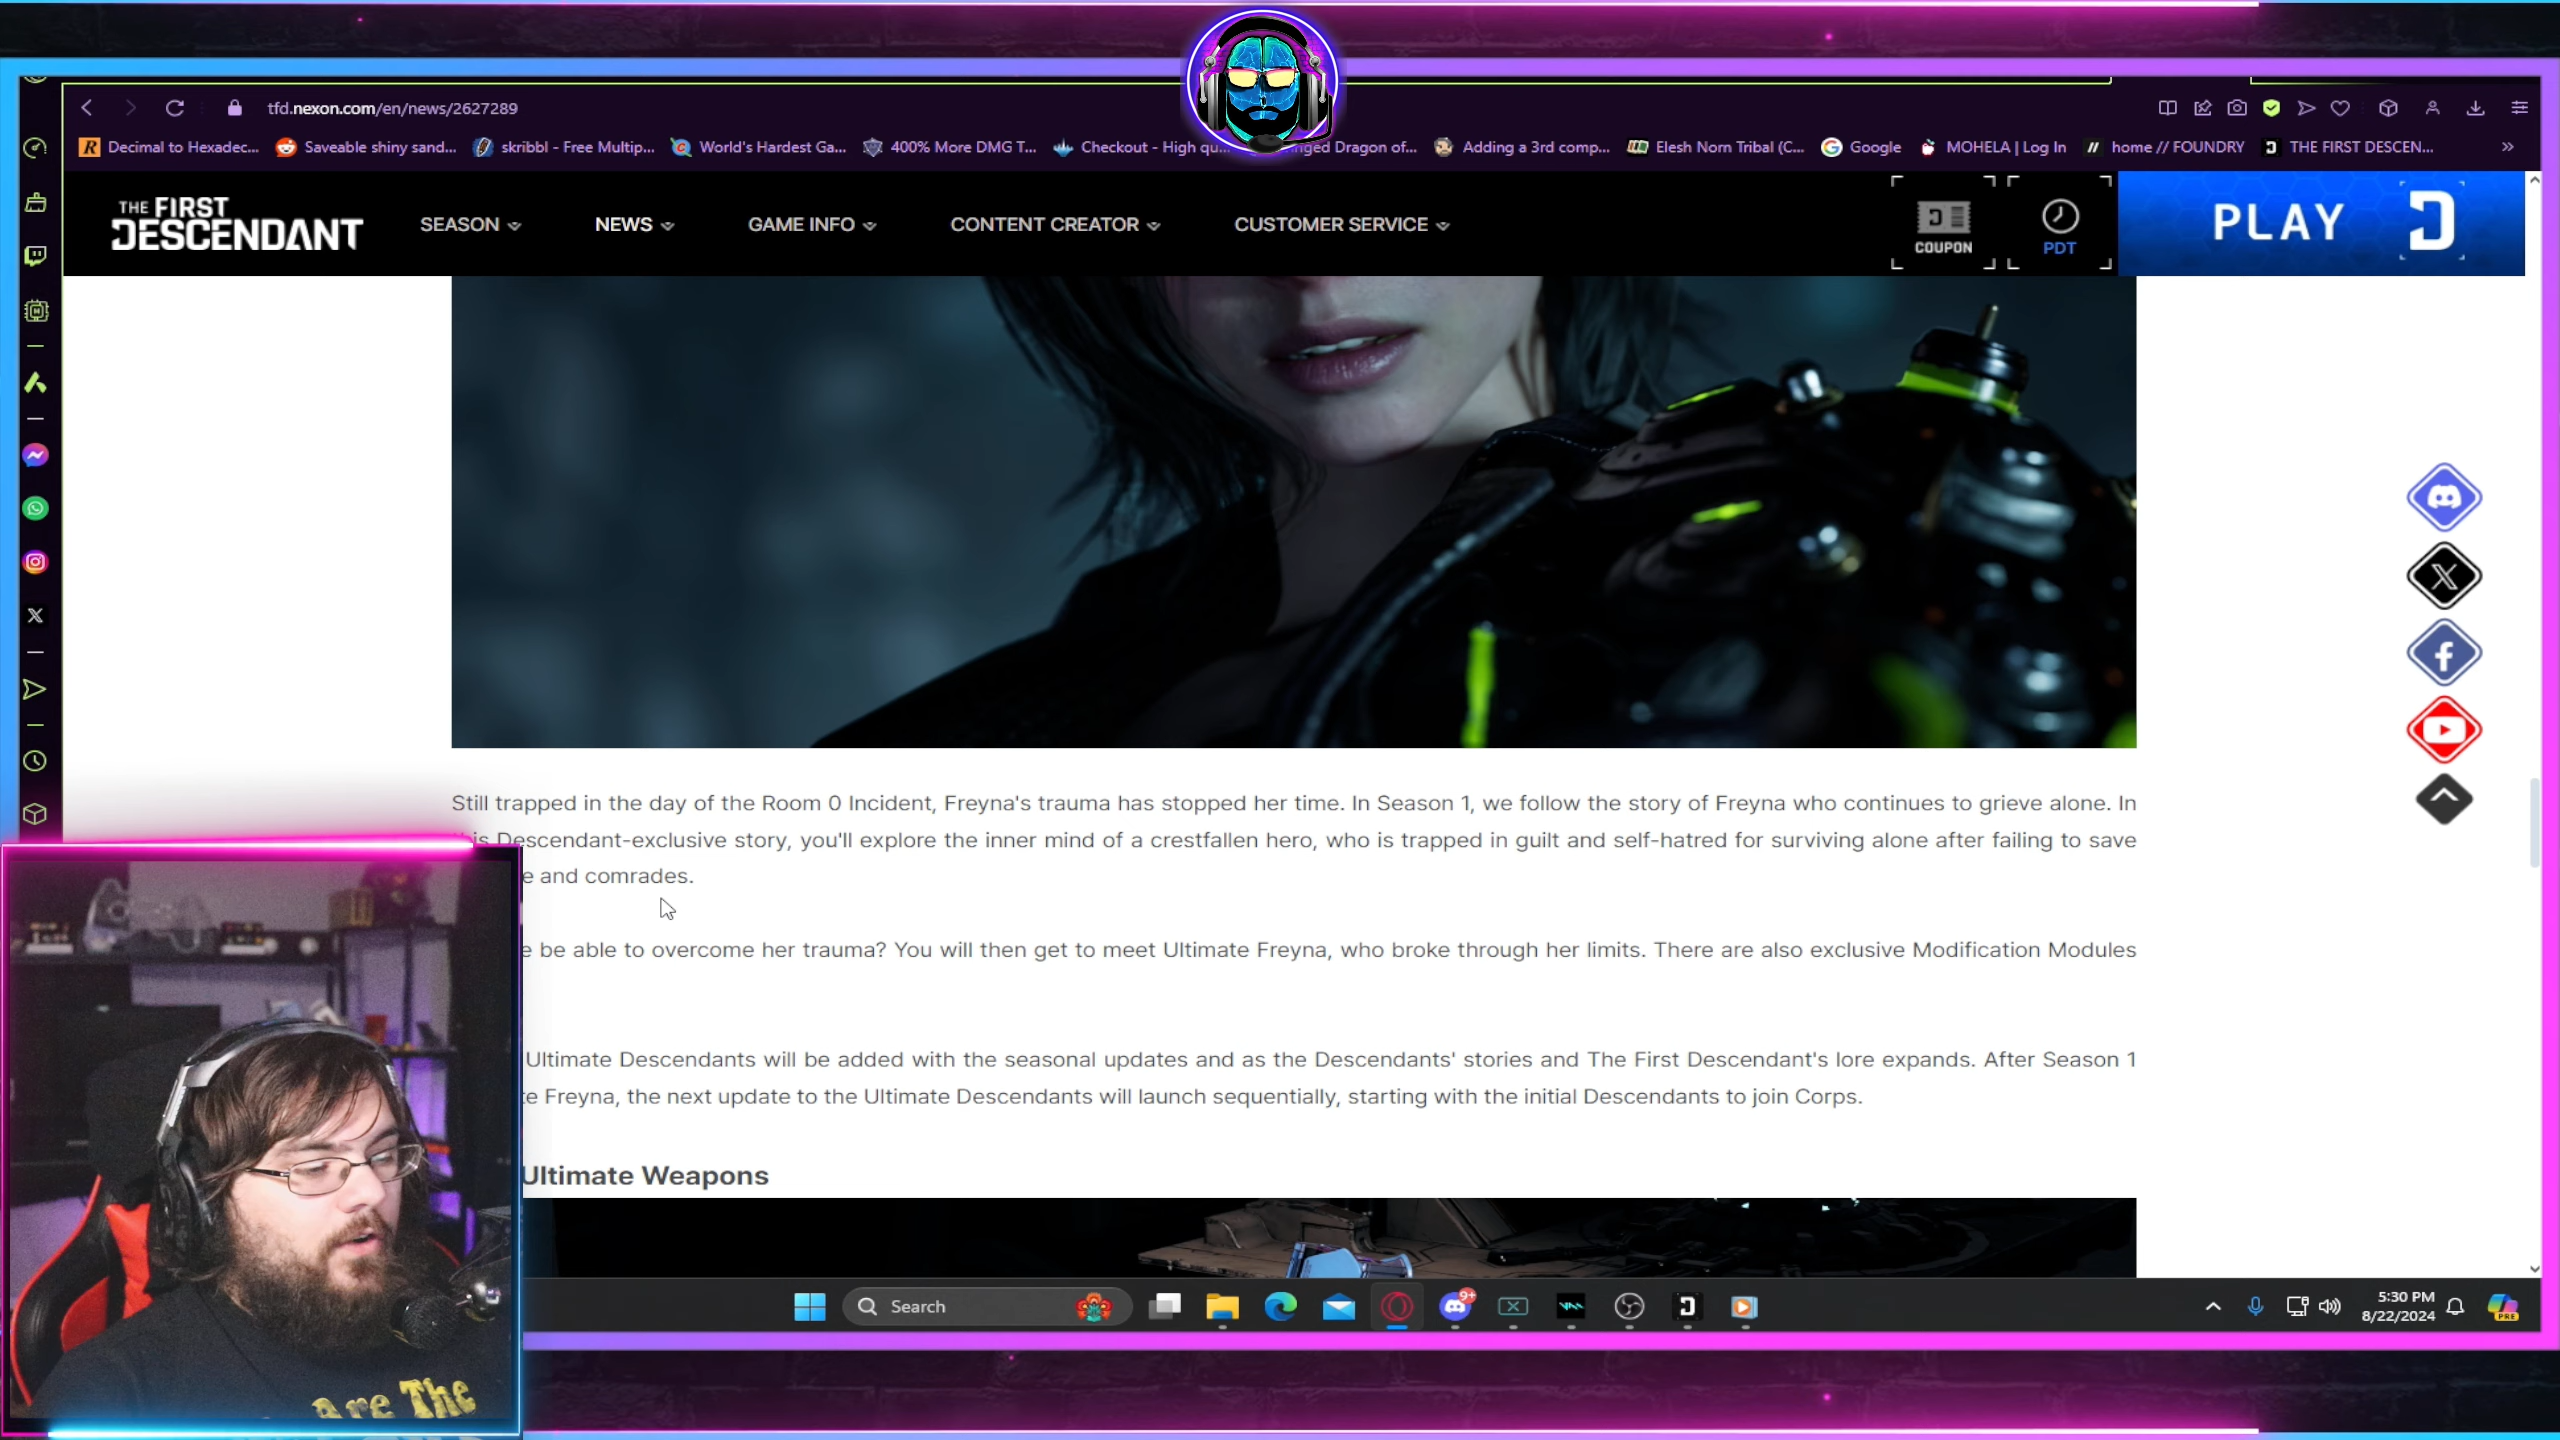 tfd.nexon.com/en/news/2627289
Decimal to Hexadec... Saveable shiny sand... skribbl - Free Multip... World's Hardest Ga... 400% More DMG T... Checkout - High qu... nged Dragon of... Adding a 3rd comp... Elesh Norn Tribal (C... Google MOHELA | Log In home // FOUNDRY THE FIRST DESCEN...
THE FIRST
DESCENDANT
SEASON NEWS GAME INFO CONTENT CREATOR CUSTOMER SERVICE
COUPON
PDT
PLAY
Still trapped in the day of the Room 0 Incident, Freyna's trauma has stopped her time. In Season 1, we follow the story of Freyna who continues to grieve alone. In
is Descendant-exclusive story, you'll explore the inner mind of a crestfallen hero, who is trapped in guilt and self-hatred for surviving alone after failing to save
e and comrades.
e be able to overcome her trauma? You will then get to meet Ultimate Freyna, who broke through her limits. There are also exclusive Modification Modules
Ultimate Descendants will be added with the seasonal updates and as the Descendants' stories and The First Descendant's lore expands. After Season 1
te Freyna, the next update to the Ultimate Descendants will launch sequentially, starting with the initial Descendants to join Corps.
Ultimate Weapons
Are The
Search
9+
5:30 PM
8/22/2024
PRE